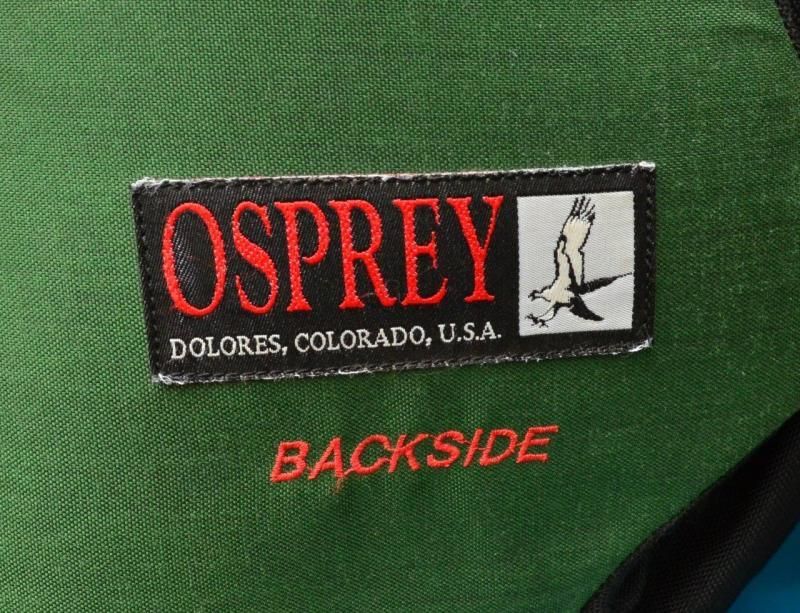 OSPREY
DOLORES, COLORADO, U.S.A.
BACKSIDE